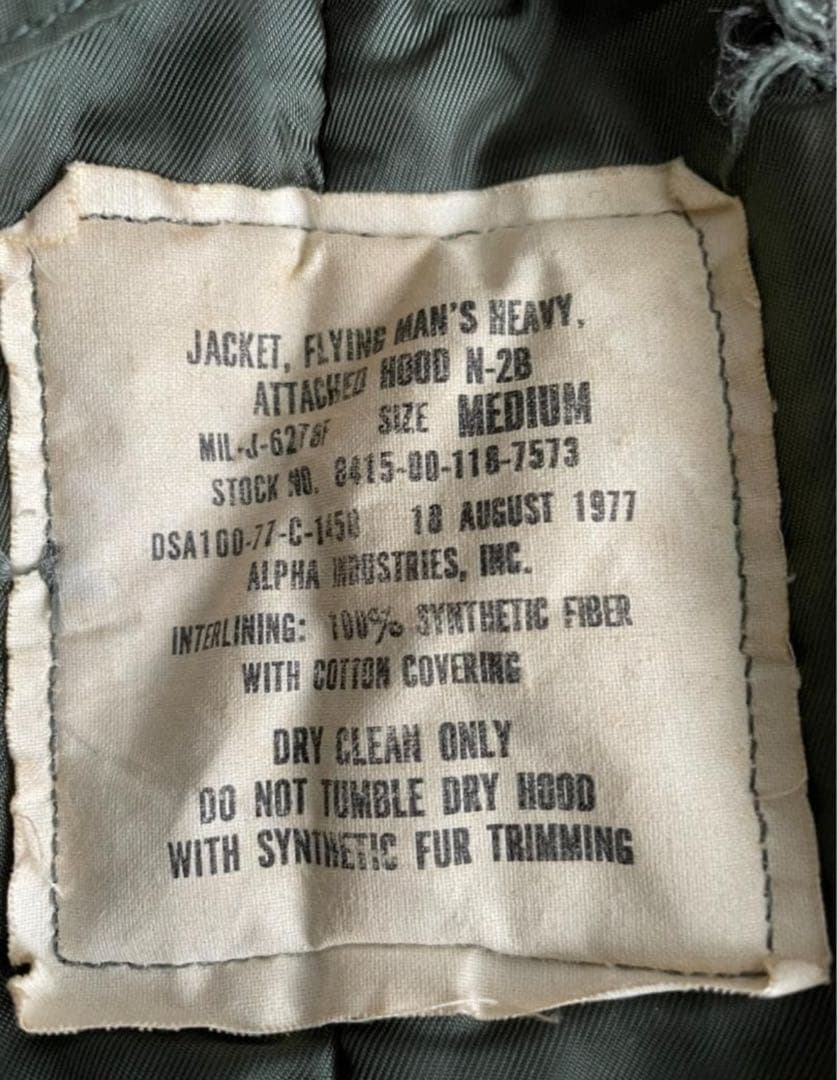 JACKET, FLYING MAN'S HEAVY,
ATTACHED HOOD N-2B
MIL-J-6278F SIZE MEDIUM
STOCK NO. 8415-00-116-7573
DSA100-77-C-1450 18 AUGUST 1977
ALPHA INDUSTRIES, INC.
INTERLINING: 100% SYNTHETIC FIBER
WITH COTTON COVERING
DRY CLEAN ONLY
DO NOT TUMBLE DRY HOOD
WITH SYNTHETIC FUR TRIMMING